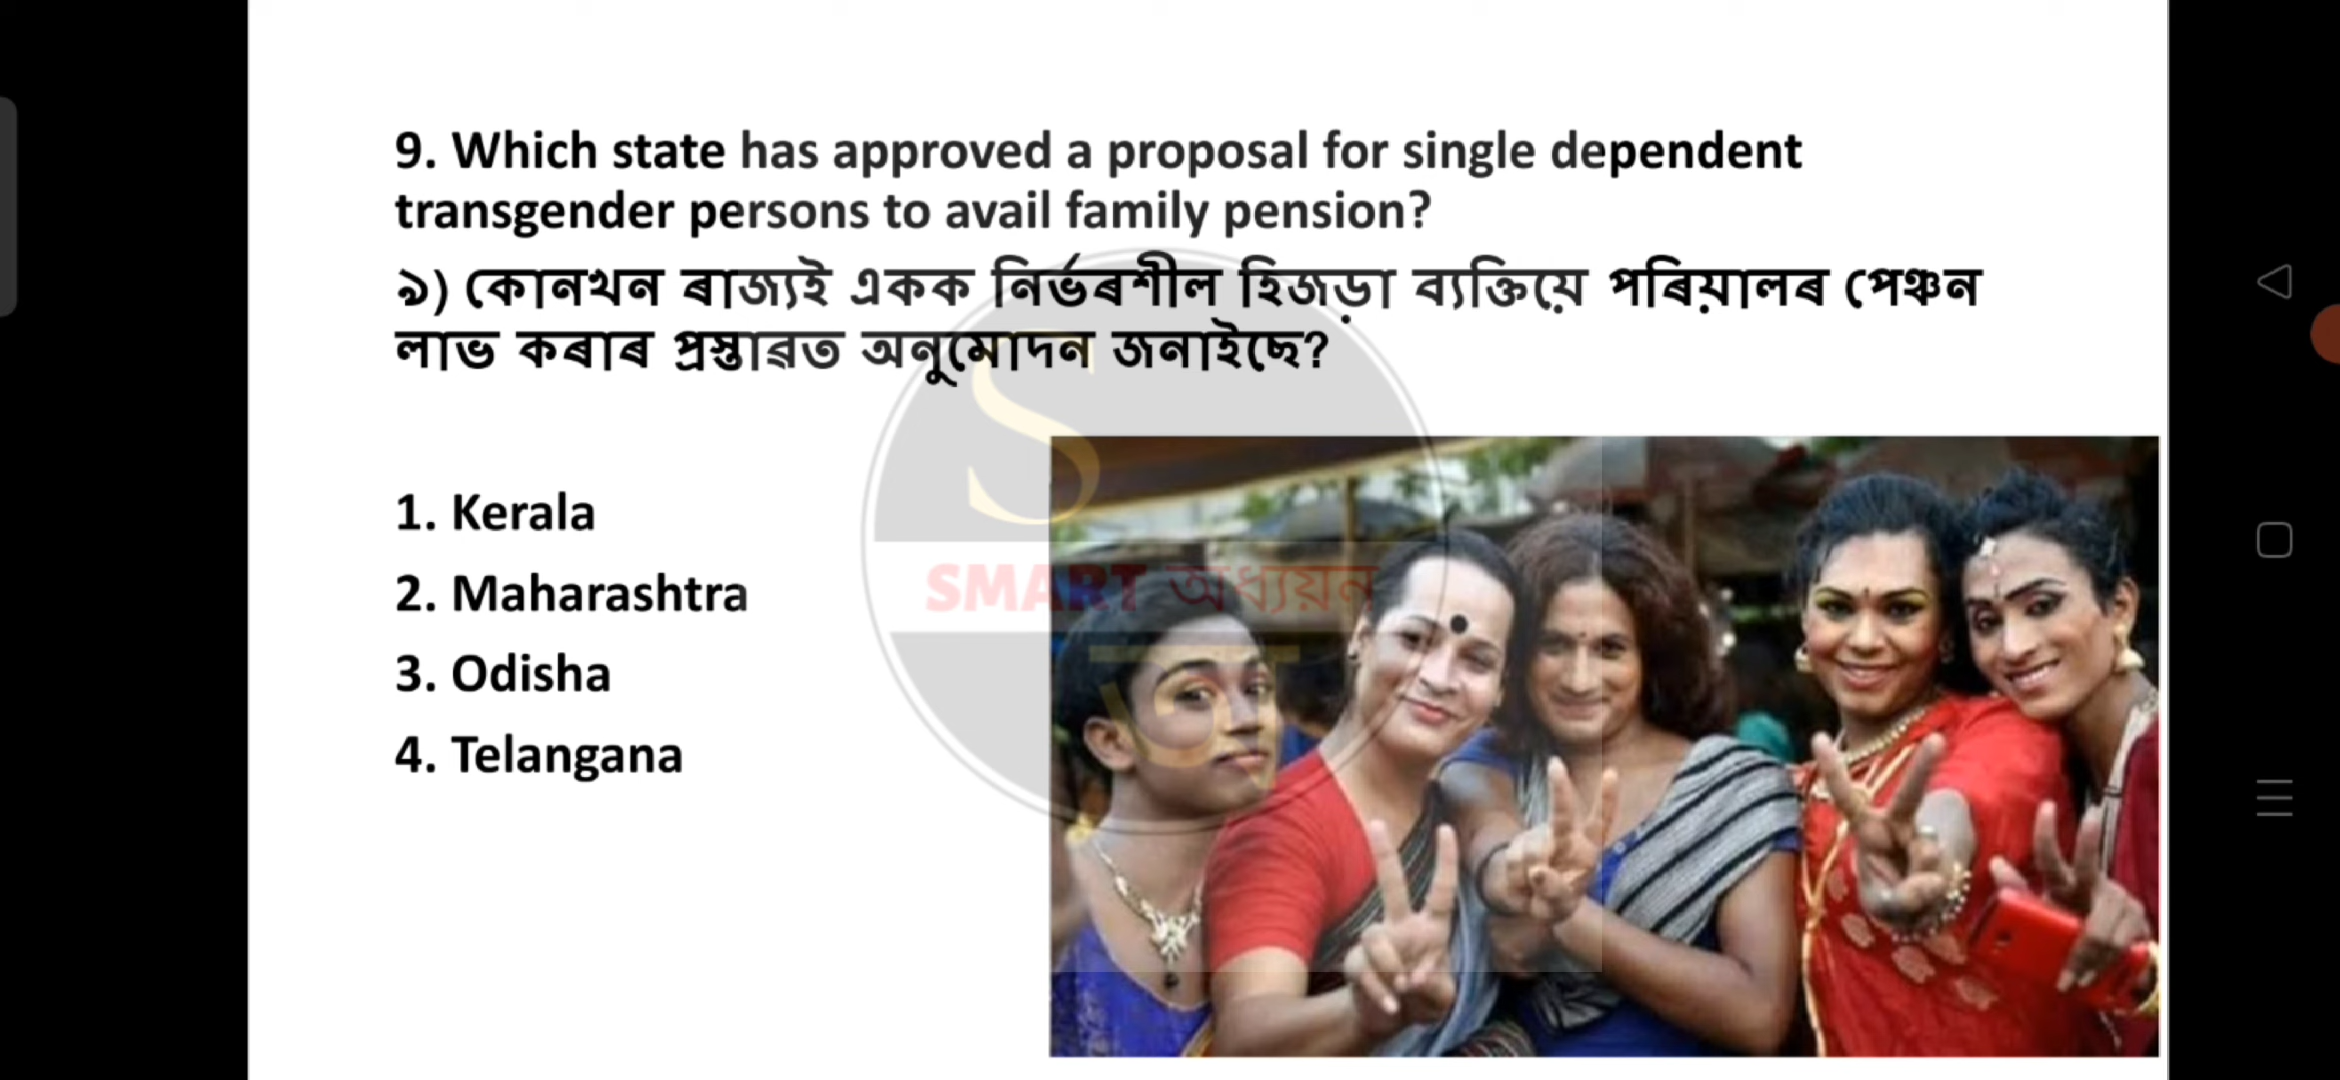 9. Which state has approved a proposal for single dependent
transgender persons to avail family pension?
৯) কোনখন ৰাজ্যই একক নিৰ্ভৰশীল হিজড়া ব্যক্তিয়ে পৰিয়ালৰ পেঞ্চন
লাভ কৰাৰ প্ৰস্তাৱত অনুমোদন জনাইছে?
S
SMART অধ্যয়ন
1. Kerala
2. Maharashtra
3. Odisha
4. Telangana